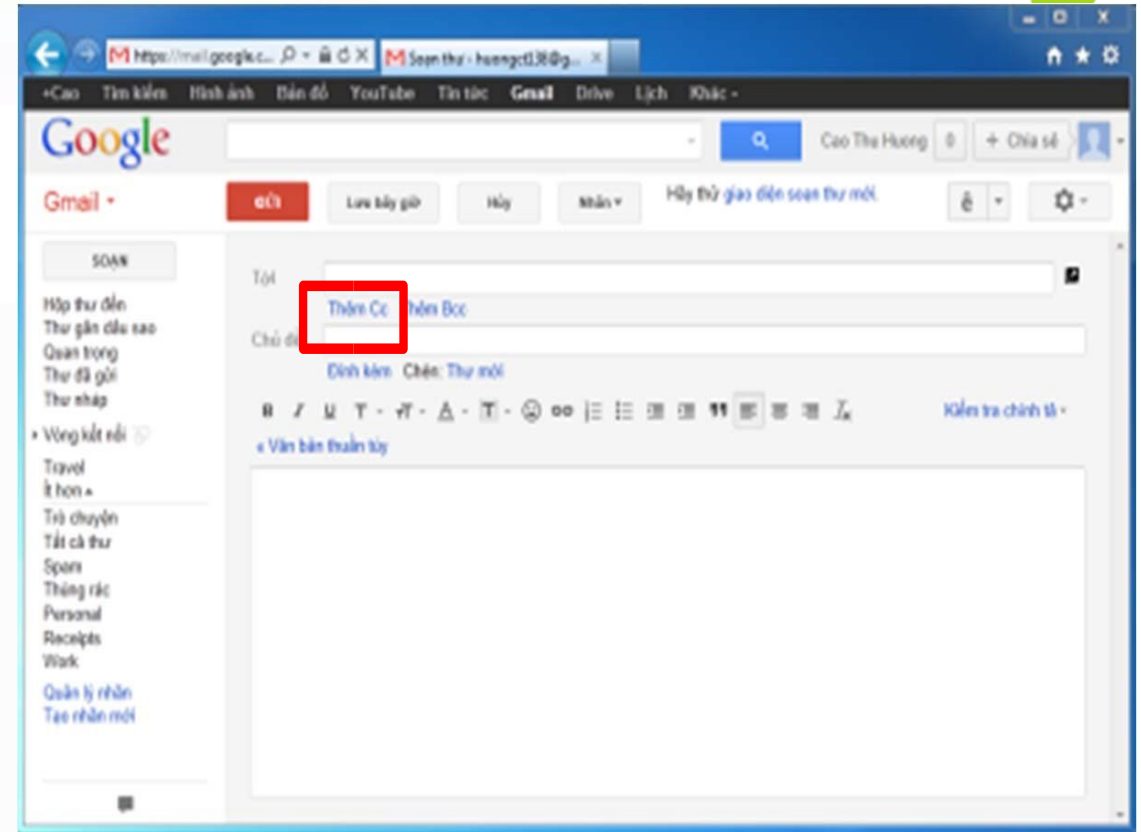 https://mail.google.c...
Soạn thư - huongct138@g...
+Cao Tìm kiếm Hình ảnh Bản đồ YouTube Tin tức Gmail Drive Lịch Khác
Google
Cao Thu Huong 0 + Chia sẻ
Gmail
GỬI Lưu bây giờ Hủy Nhãn Hãy thử giao diện soạn thư mới.
SOẠN
Tới
Hộp thư đến
Thêm Cc Thêm Bcc
Thư gắn dấu sao
Chủ đề
Quan trọng
Thư đã gửi
Đính kèm Chèn: Thư mời
Thư nháp
B I U T T A T Kiểm tra chính tả
Vòng kết nối
« Văn bản thuần túy
Travel
Ít hơn
Trò chuyện
Tất cả thư
Spam
Thùng rác
Personal
Receipts
Work
Quản lý nhãn
Tạo nhãn mới